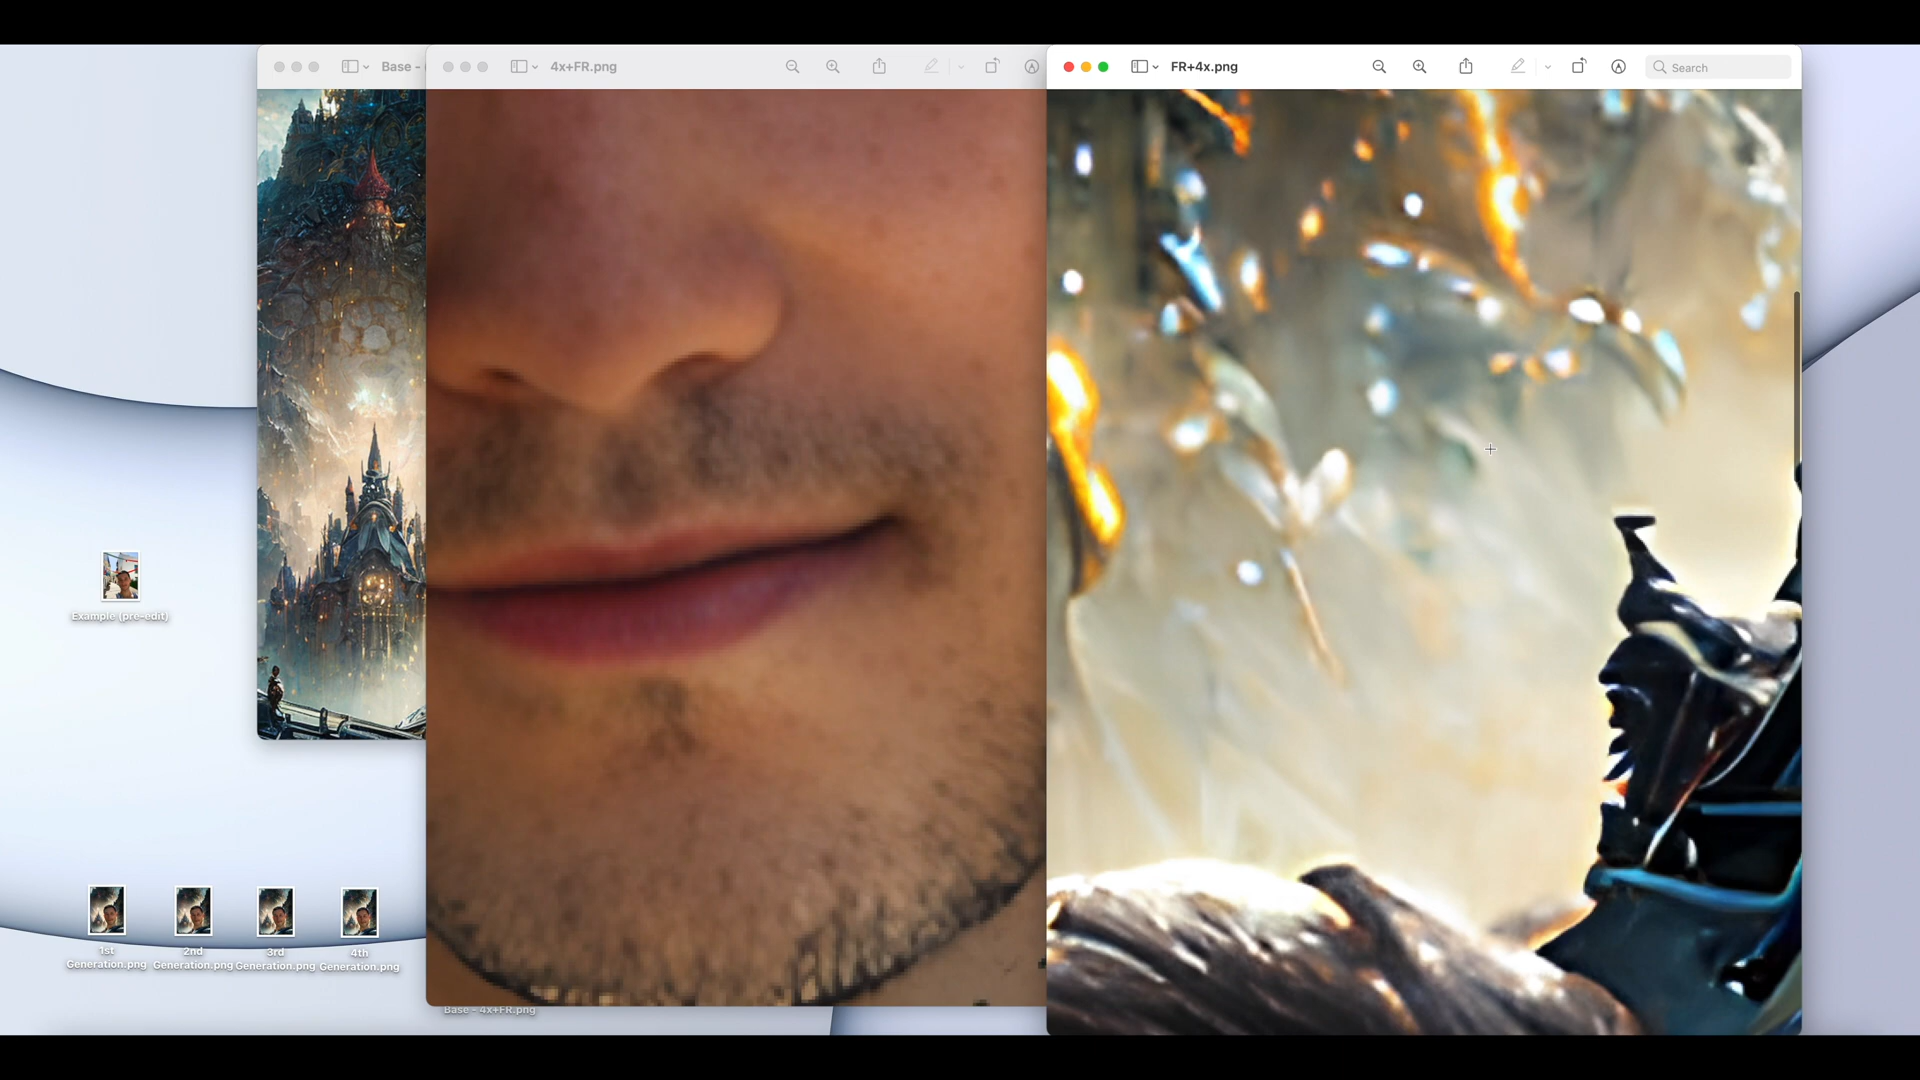 Base -
4x+FR.png
FR+4x.png
Search
Example (pre-edit)
1st
Generation.png
2nd
Generation.png
3rd
Generation.png
4th
Generation.png
Base - 4x+FR.png